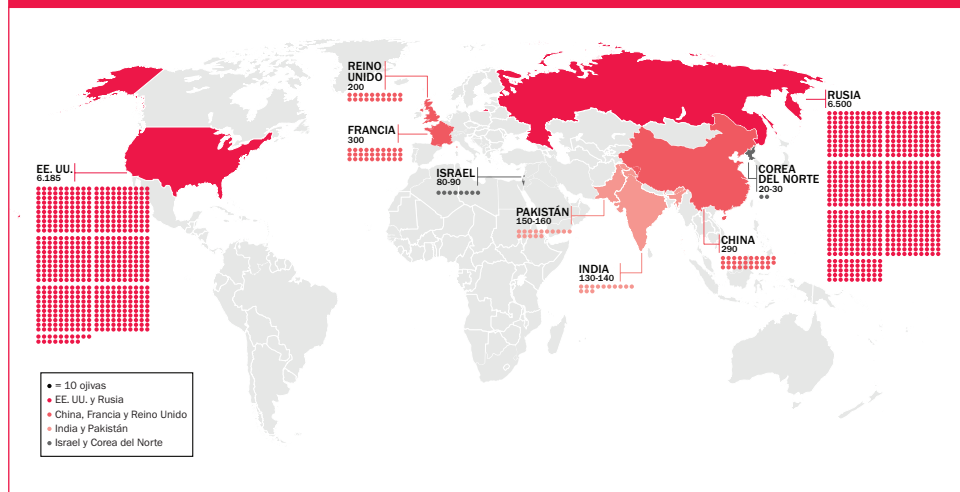 REINO
UNIDO
200
FRANCIA
300
EE. UU.
6.185
ISRAEL
80-90
PAKISTÁN
150-160
INDIA
130-140
RUSIA
6.500
COREA
DEL NORTE
20-30
CHINA
290
= 10 ojivas
EE. UU. y Rusia
China, Francia y Reino Unido
India y Pakistán
Israel y Corea del Norte